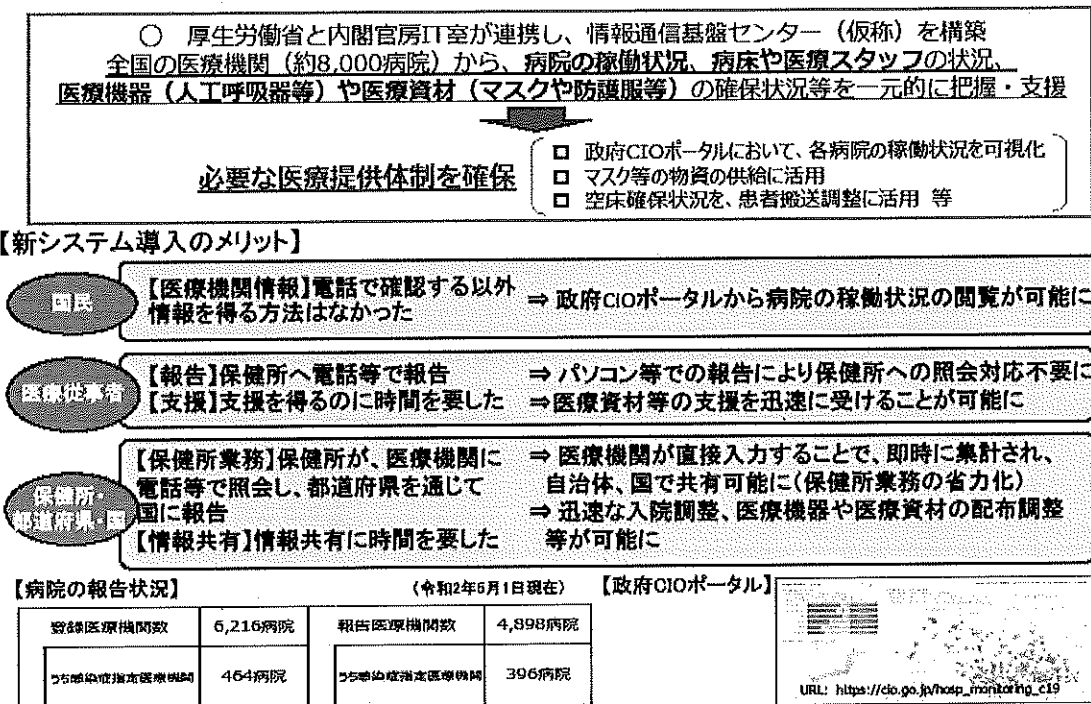 ○ 厚生労働省と内閣官房IT室が連携し、情報通信基盤センター（仮称）を構築
全国の医療機関（約8,000病院）から、病院の稼働状況、病床や医療スタッフの状況、
医療機器（人工呼吸器等）や医療資材（マスクや防護服等）の確保状況等を一元的に把握・支援
必要な医療提供体制を確保
□ 政府CIOポータルにおいて、各病院の稼働状況を可視化
□ マスク等の物資の供給に活用
□ 空床確保状況を、患者搬送調整に活用 等
【新システム導入のメリット】
国民
【医療機関情報】電話で確認する以外
情報を得る方法はなかった
⇒ 政府CIOポータルから病院の稼働状況の閲覧が可能に
医療従事者
【報告】保健所へ電話等で報告
【支援】支援を得るのに時間を要した
⇒ パソコン等での報告により保健所への照会対応不要に
⇒医療資材等の支援を迅速に受けることが可能に
保健所・
都道府県・国
【保健所業務】保健所が、医療機関に
電話等で照会し、都道府県を通じて
国に報告
【情報共有】情報共有に時間を要した
⇒ 医療機関が直接入力することで、即時に集計され、
自治体、国で共有可能に（保健所業務の省力化）
⇒ 迅速な入院調整、医療機器や医療資材の配布調整
等が可能に
【病院の報告状況】
（令和2年6月1日現在）
登録医療機関数 6,216病院 報告医療機関数 4,898病院
うち感染症指定医療機関 464病院 うち感染症指定医療機関 396病院
【政府CIOポータル】
URL: https://cio.go.jp/hosp_monitoring_c19